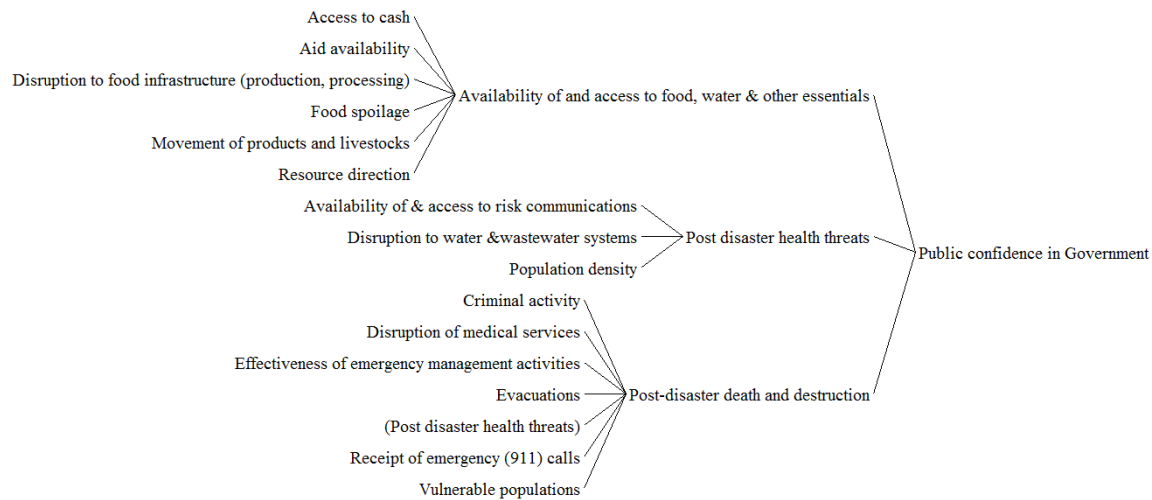 Access to cash
Aid availability
Disruption to food infrastructure (production, processing)
Availability of and access to food, water & other essentials
Food spoilage
Movement of products and livestocks
Resource direction
Availability of & access to risk communications
Disruption to water &wastewater systems
Post disaster health threats
Public confidence in Government
Population density
Criminal activity
Disruption of medical services
Effectiveness of emergency management activities
Evacuations
Post-disaster death and destruction
(Post disaster health threats)
Receipt of emergency (911) calls
Vulnerable populations